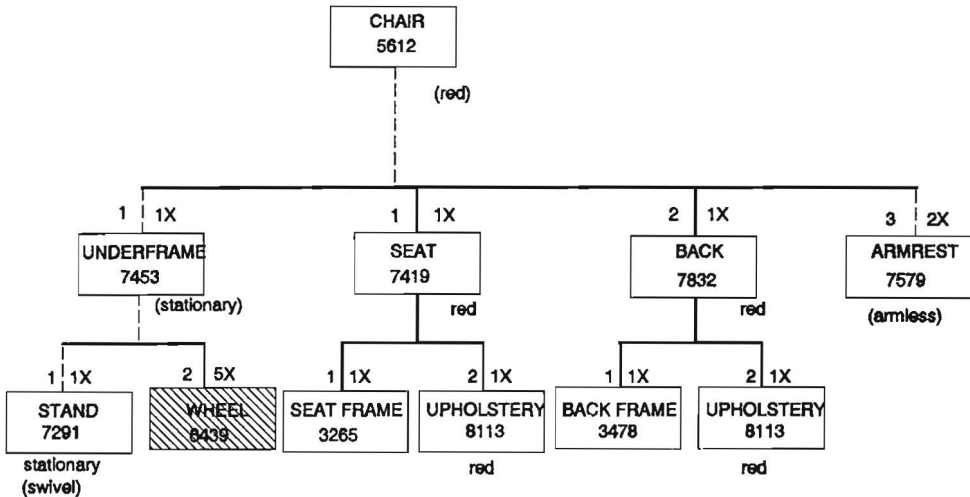 CHAIR
5612
(red)
1 1X
1 1X
2 1X
3 2X
UNDERFRAME
7453
(stationary)
SEAT
7419
red
BACK
7832
red
ARMREST
7579
(armless)
1 1X
2 5X
1 1X
2 1X
1 1X
2 1X
STAND
7291
stationary
(swivel)
WHEEL
6439
SEAT FRAME
3265
UPHOLSTERY
8113
red
BACK FRAME
3478
UPHOLSTERY
8113
red